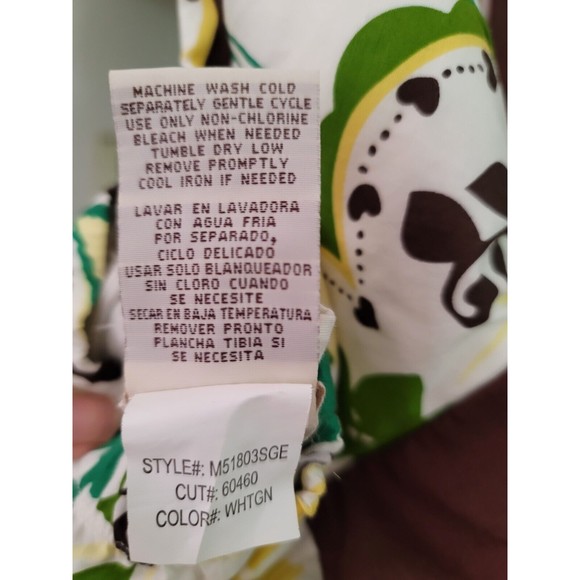 MACHINE WASH COLD
SEPARATELY GENTLE CYCLE
USE ONLY NON-CHLORINE
BLEACH WHEN NEEDED
TUMBLE DRY LOW
REMOVE PROMPTLY
COOL IRON IF NEEDED
LAVAR EN LAVADORA
CON AGUA FRIA
POR SEPARADO,
CICLO DELICADO
USAR SOLO BLANQUEADOR
SIN CLORO CUANDO
SE NECESITE
SECAR EN BAJA TEMPERATURA
REMOVER PRONTO
PLANCHA TIBIA SI
SE NECESITA
STYLE#: M51803SGE
CUT#: 60460
COLOR#: WHTGN